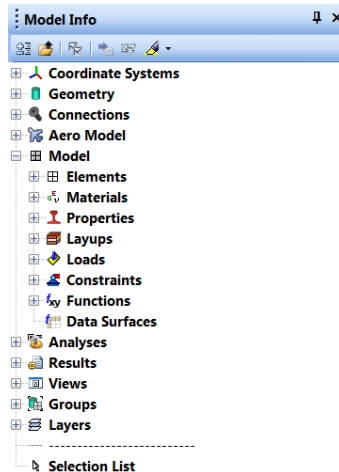 Model Info
Coordinate Systems
Geometry
Connections
Aero Model
Model
Elements
Materials
Properties
Layups
Loads
Constraints
Functions
Data Surfaces
Analyses
Results
Views
Groups
Layers
--------------------------
Selection List